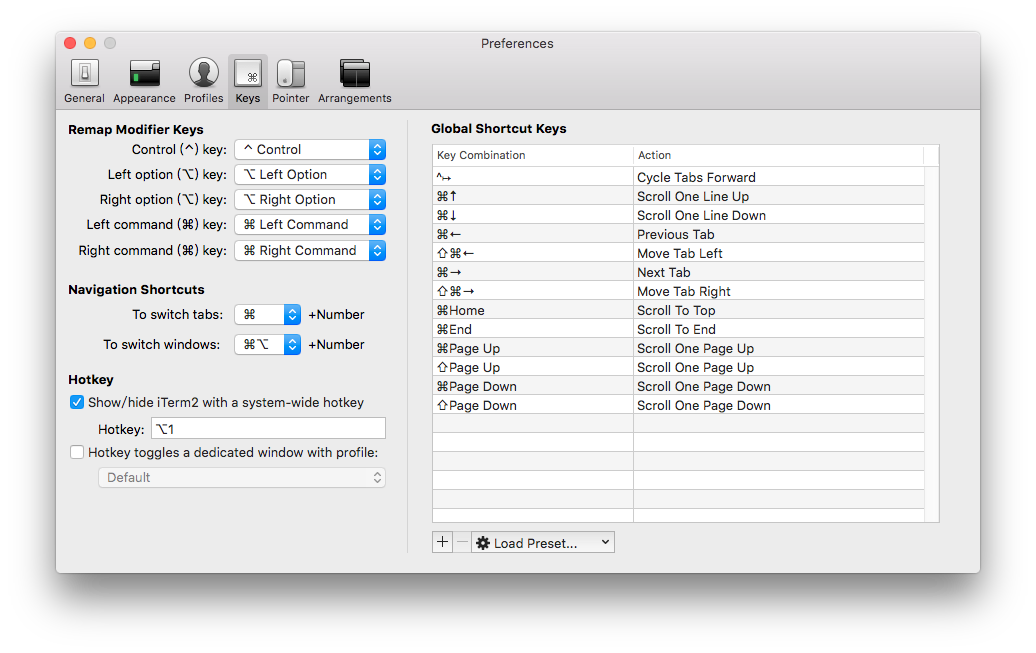 Preferences
General Appearance Profiles Keys Pointer Arrangements
Remap Modifier Keys
Control (^) key: ^ Control
Left option (⌥) key: ⌥ Left Option
Right option (⌥) key: ⌥ Right Option
Left command (⌘) key: ⌘ Left Command
Right command (⌘) key: ⌘ Right Command
Navigation Shortcuts
To switch tabs: ⌘ +Number
To switch windows: ⌘⌥ +Number
Hotkey
Show/hide iTerm2 with a system-wide hotkey
Hotkey: ⌥1
Hotkey toggles a dedicated window with profile:
Default
Global Shortcut Keys
Key Combination Action
^↦ Cycle Tabs Forward
⌘↑ Scroll One Line Up
⌘↓ Scroll One Line Down
⌘← Previous Tab
⇧⌘← Move Tab Left
⌘→ Next Tab
⇧⌘→ Move Tab Right
⌘Home Scroll To Top
⌘End Scroll To End
⌘Page Up Scroll One Page Up
⇧Page Up Scroll One Page Up
⌘Page Down Scroll One Page Down
⇧Page Down Scroll One Page Down
Load Preset...